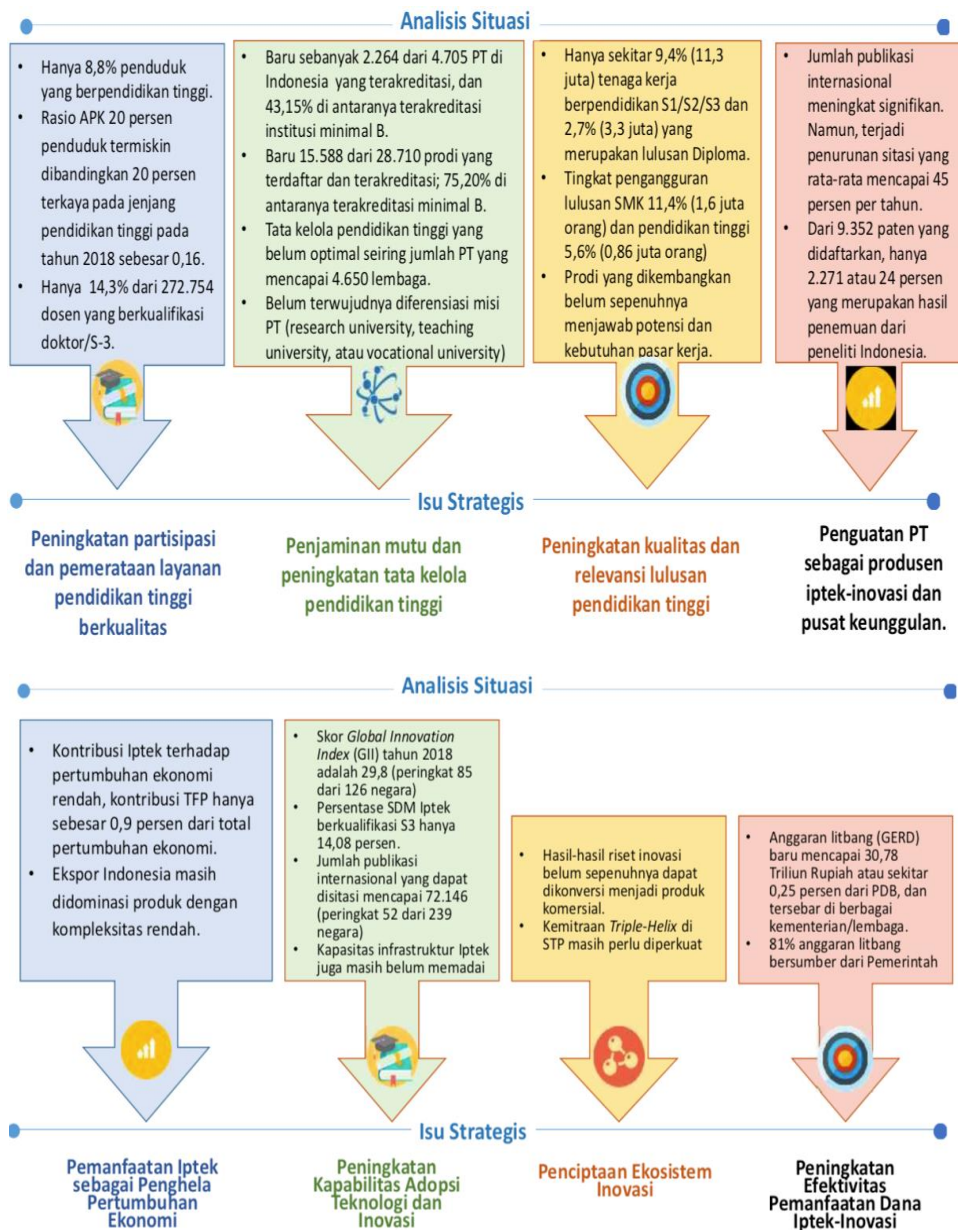 Analisis Situasi
• Hanya 8,8% penduduk
yang berpendidikan tinggi.
• Rasio APK 20 persen
penduduk termiskin
dibandingkan 20 persen
terkaya pada jenjang
pendidikan tinggi pada
tahun 2018 sebesar 0,16.
• Hanya 14,3% dari 272.754
dosen yang berkualifikasi
doktor/S-3.
• Baru sebanyak 2.264 dari 4.705 PT di
Indonesia yang terakreditasi, dan
43,15% di antaranya terakreditasi
institusi minimal B.
• Baru 15.588 dari 28.710 prodi yang
terdaftar dan terakreditasi; 75,20% di
antaranya terakreditasi minimal B.
• Tata kelola pendidikan tinggi yang
belum optimal seiring jumlah PT yang
mencapai 4.650 lembaga.
• Belum terwujudnya diferensiasi misi
PT (research university, teaching
university, atau vocational university)
• Hanya sekitar 9,4% (11,3
juta) tenaga kerja
berpendidikan S1/S2/S3 dan
2,7% (3,3 juta) yang
merupakan lulusan Diploma.
• Tingkat pengangguran
lulusan SMK 11,4% (1,6 juta
orang) dan pendidikan tinggi
5,6% (0,86 juta orang)
• Prodi yang dikembangkan
belum sepenuhnya
menjawab potensi dan
kebutuhan pasar kerja.
• Jumlah publikasi
internasional
meningkat signifikan.
Namun, terjadi
penurunan sitasi yang
rata-rata mencapai 45
persen per tahun.
• Dari 9.352 paten yang
didaftarkan, hanya
2.271 atau 24 persen
yang merupakan hasil
penemuan dari
peneliti Indonesia.
Isu Strategis
Peningkatan partisipasi
dan pemerataan layanan
pendidikan tinggi
berkualitas
Penjaminan mutu dan
peningkatan tata kelola
pendidikan tinggi
Peningkatan kualitas dan
relevansi lulusan
pendidikan tinggi
Penguatan PT
sebagai produsen
iptek-inovasi dan
pusat keunggulan.
Analisis Situasi
• Kontribusi Iptek terhadap
pertumbuhan ekonomi
rendah, kontribusi TFP hanya
sebesar 0,9 persen dari total
pertumbuhan ekonomi.
• Ekspor Indonesia masih
didominasi produk dengan
kompleksitas rendah.
• Skor Global Innovation
Index (GII) tahun 2018
adalah 29,8 (peringkat 85
dari 126 negara)
• Persentase SDM Iptek
berkualifikasi S3 hanya
14,08 persen.
• Jumlah publikasi
internasional yang dapat
disitasi mencapai 72.146
(peringkat 52 dari 239
negara)
• Kapasitas infrastruktur Iptek
juga masih belum memadai
• Hasil-hasil riset inovasi
belum sepenuhnya dapat
dikonversi menjadi produk
komersial.
• Kemitraan Triple-Helix di
STP masih perlu diperkuat
• Anggaran litbang (GERD)
baru mencapai 30,78
Triliun Rupiah atau sekitar
0,25 persen dari PDB, dan
tersebar di berbagai
kementerian/lembaga.
• 81% anggaran litbang
bersumber dari Pemerintah
Isu Strategis
Pemanfaatan Iptek
sebagai Penghela
Pertumbuhan
Ekonomi
Peningkatan
Kapabilitas Adopsi
Teknologi dan
Inovasi
Penciptaan Ekosistem
Inovasi
Peningkatan
Efektivitas
Pemanfaatan Dana
Iptek-Inovasi